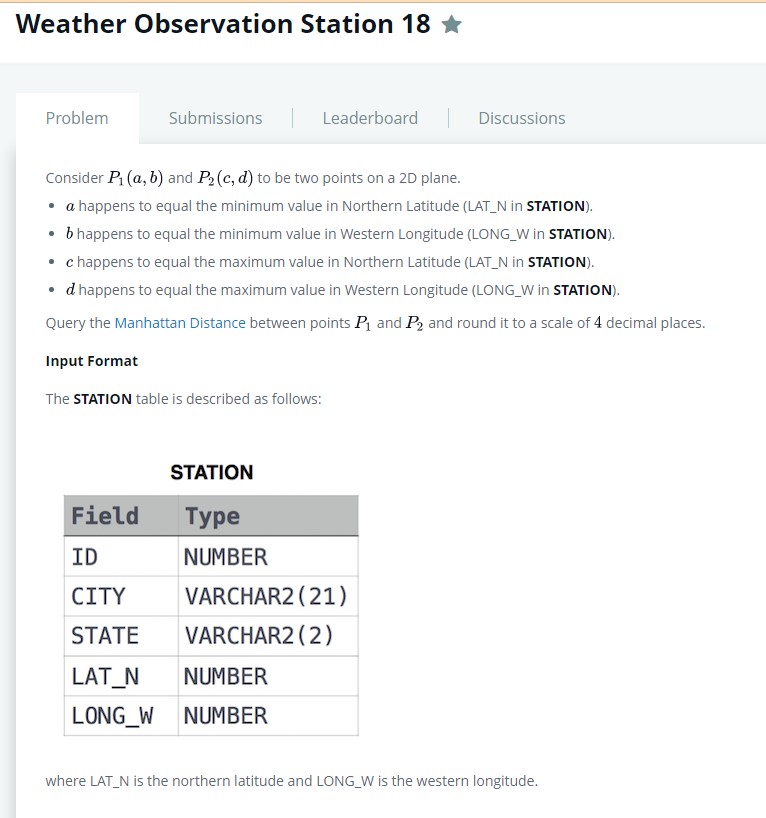 Weather Observation Station 18
Problem
Submissions
Leaderboard
Discussions
Consider P₁(a, b) and P₂(c, d) to be two points on a 2D plane.
• a happens to equal the minimum value in Northern Latitude (LAT_N in STATION).
• b happens to equal the minimum value in Western Longitude (LONG_W in STATION).
• c happens to equal the maximum value in Northern Latitude (LAT_N in STATION).
• d happens to equal the maximum value in Western Longitude (LONG_W in STATION).
Query the Manhattan Distance between points P₁ and P₂ and round it to a scale of 4 decimal places.
Input Format
The STATION table is described as follows:
STATION
Field Type
ID NUMBER
CITY VARCHAR2(21)
STATE VARCHAR2(2)
LAT_N NUMBER
LONG_W NUMBER
where LAT_N is the northern latitude and LONG_W is the western longitude.